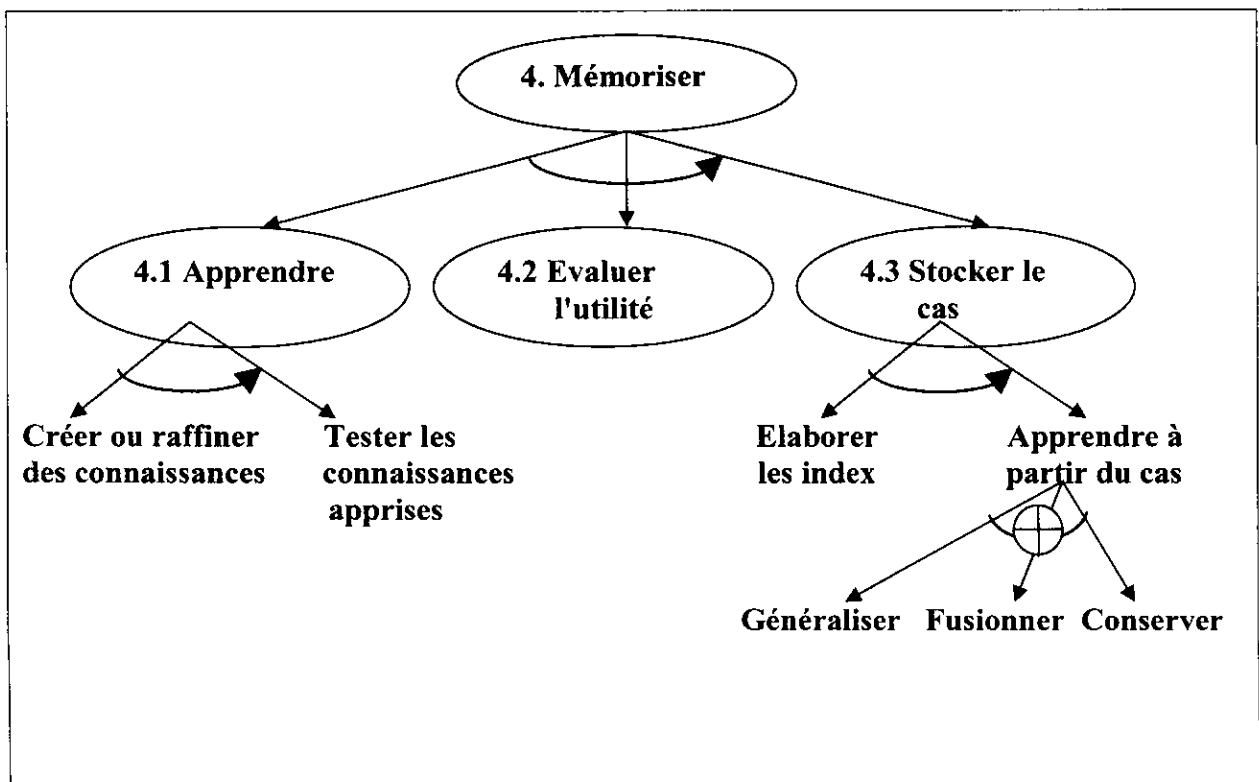 4. Mémoriser
4.1 Apprendre
4.2 Evaluer
l'utilité
4.3 Stocker le
cas
Créer ou raffiner
des connaissances
Tester les
connaissances
apprises
Elaborer
les index
Apprendre à
partir du cas
Généraliser
Fusionner
Conserver